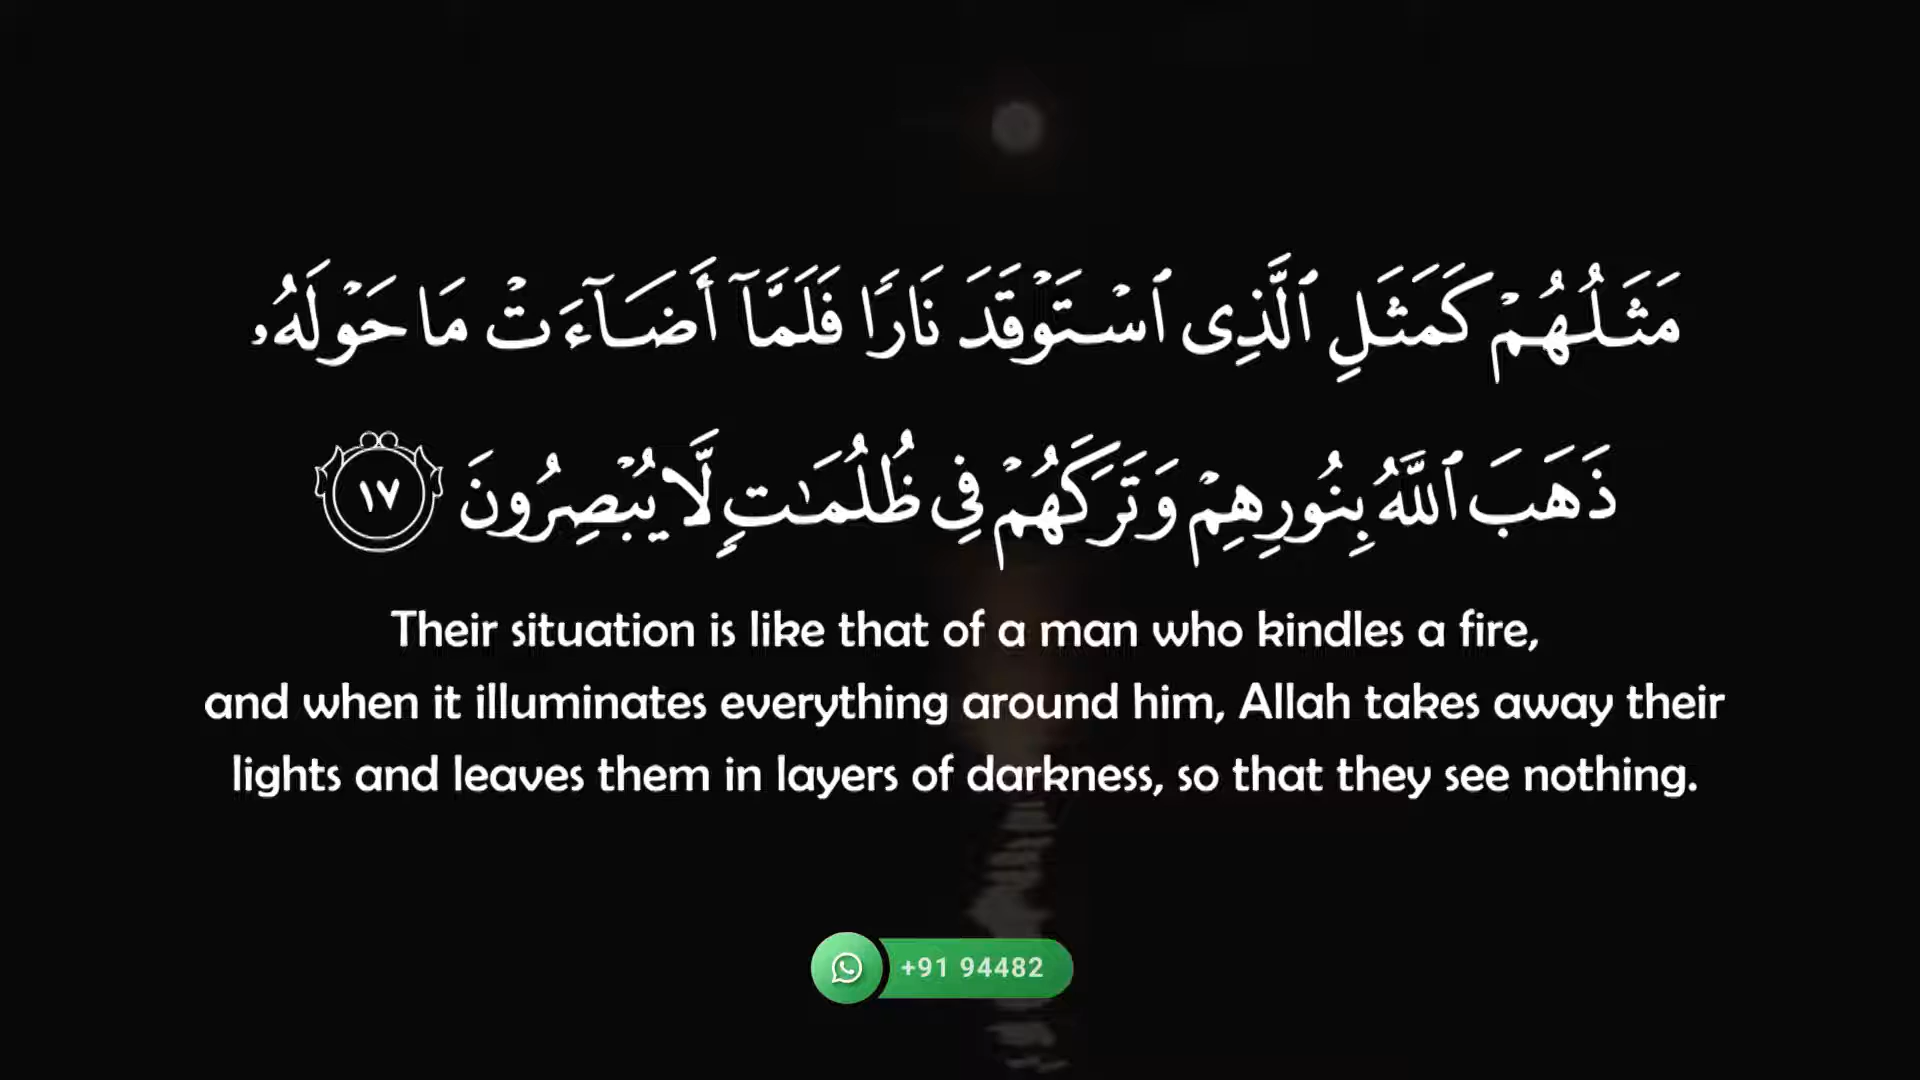 مَثَلُهُمْ كَمَثَلِ ٱلَّذِى ٱسْتَوْقَدَ نَارًا فَلَمَّآ أَضَآءَتْ مَا حَوْلَهُۥ
ذَهَبَ ٱللَّهُ بِنُورِهِمْ وَتَرَكَهُمْ فِى ظُلُمَـٰتٍ لَّا يُبْصِرُونَ ١٧
Their situation is like that of a man who kindles a fire,
and when it illuminates everything around him, Allah takes away their
lights and leaves them in layers of darkness, so that they see nothing.
+91 94482